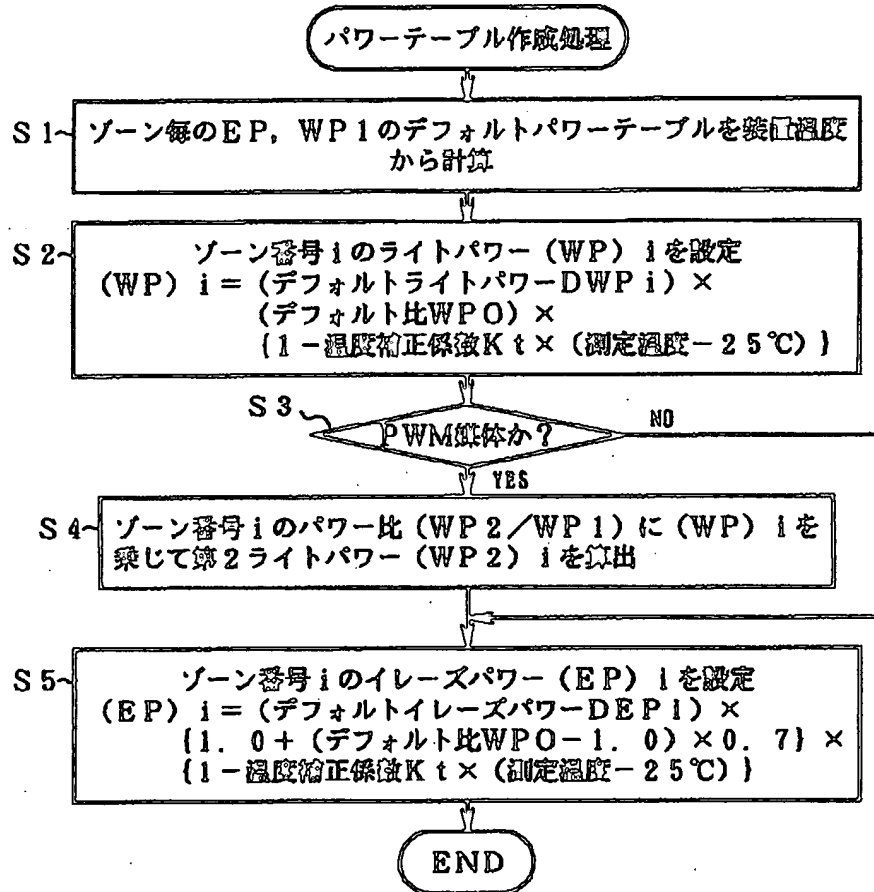 パワーテーブル作成処理
S1
ゾーン毎のEP，WP1のデフォルトパワーテーブルを装置温度
から計算
S2
ゾーン番号iのライトパワー（WP）iを設定
（WP）i＝（デフォルトライトパワーDWPi）×
（デフォルト比WPO）×
{1－温度補正係数Kt×（測定温度－25℃）}
S3
PWM媒体か？
NO
YES
S4
ゾーン番号iのパワー比（WP2／WP1）に（WP）iを
乗じて第2ライトパワー（WP2）iを算出
S5
ゾーン番号iのイレーズパワー（EP）iを設定
（EP）i＝（デフォルトイレーズパワーDEPi）×
{1.0＋（デフォルト比WPO－1.0）×0.7}×
{1－温度補正係数Kt×（測定温度－25℃）}
END